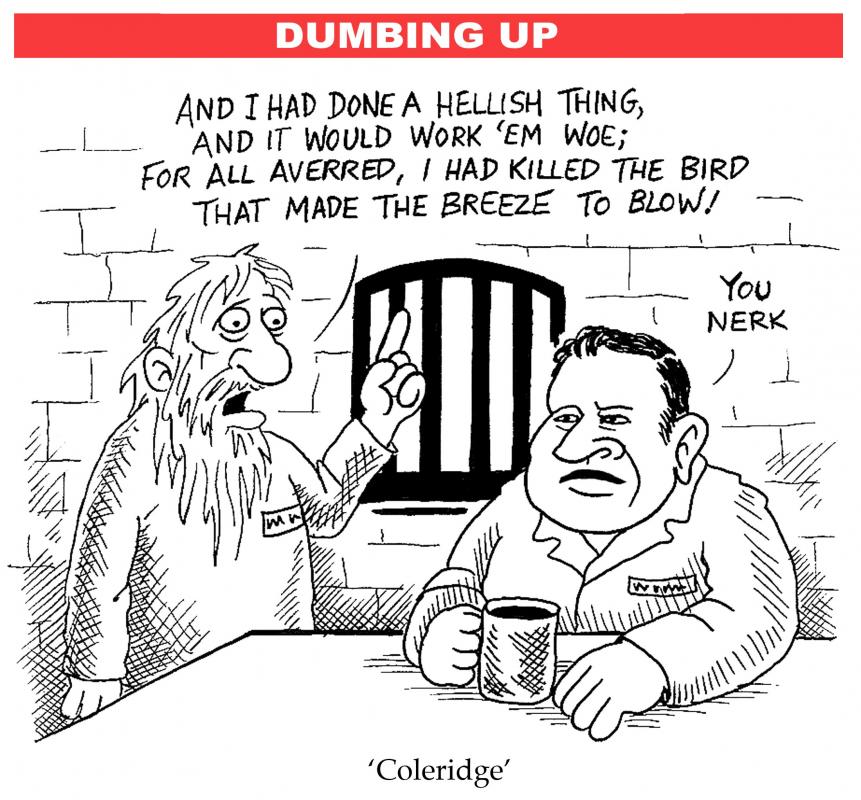 DUMBING UP
AND I HAD DONE A HELLISH THING,
AND IT WOULD WORK 'EM WOE;
FOR ALL AVERRED, I HAD KILLED THE BIRD
THAT MADE THE BREEZE TO BLOW!
YOU
NERK
‘Coleridge’